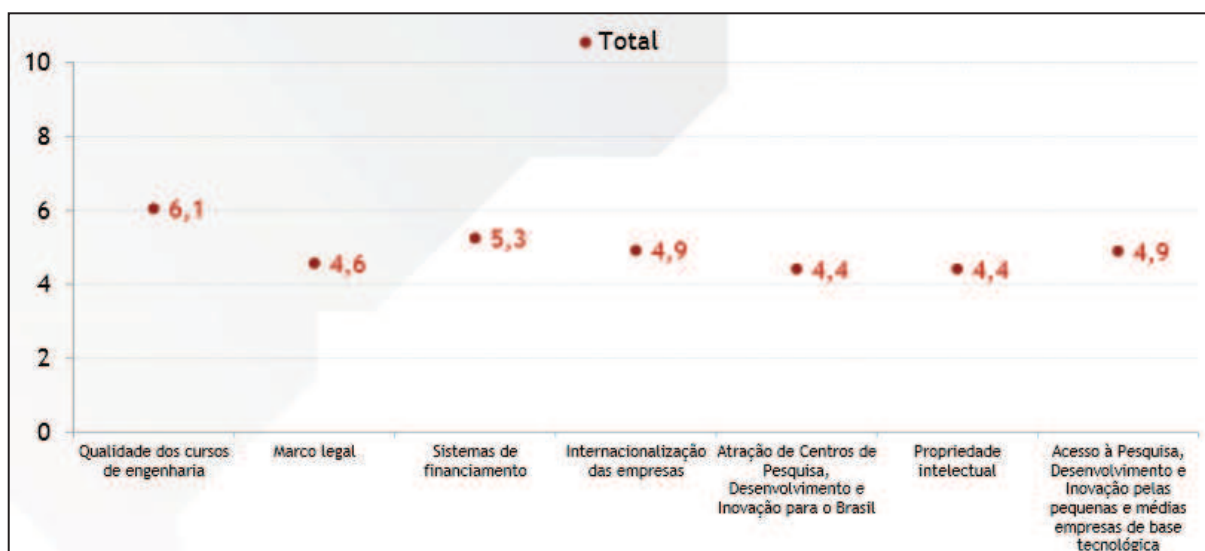 Total
10
8
6
4
2
0
6,1
4,6
5,3
4,9
4,4
4,4
4,9
Qualidade dos cursos
de engenharia
Marco legal
Sistemas de
financiamento
Internacionalização
das empresas
Atração de Centros de
Pesquisa,
Desenvolvimento e
Inovação para o Brasil
Propriedade
intelectual
Acesso à Pesquisa,
Desenvolvimento e
Inovação pelas
pequenas e médias
empresas de base
tecnológica